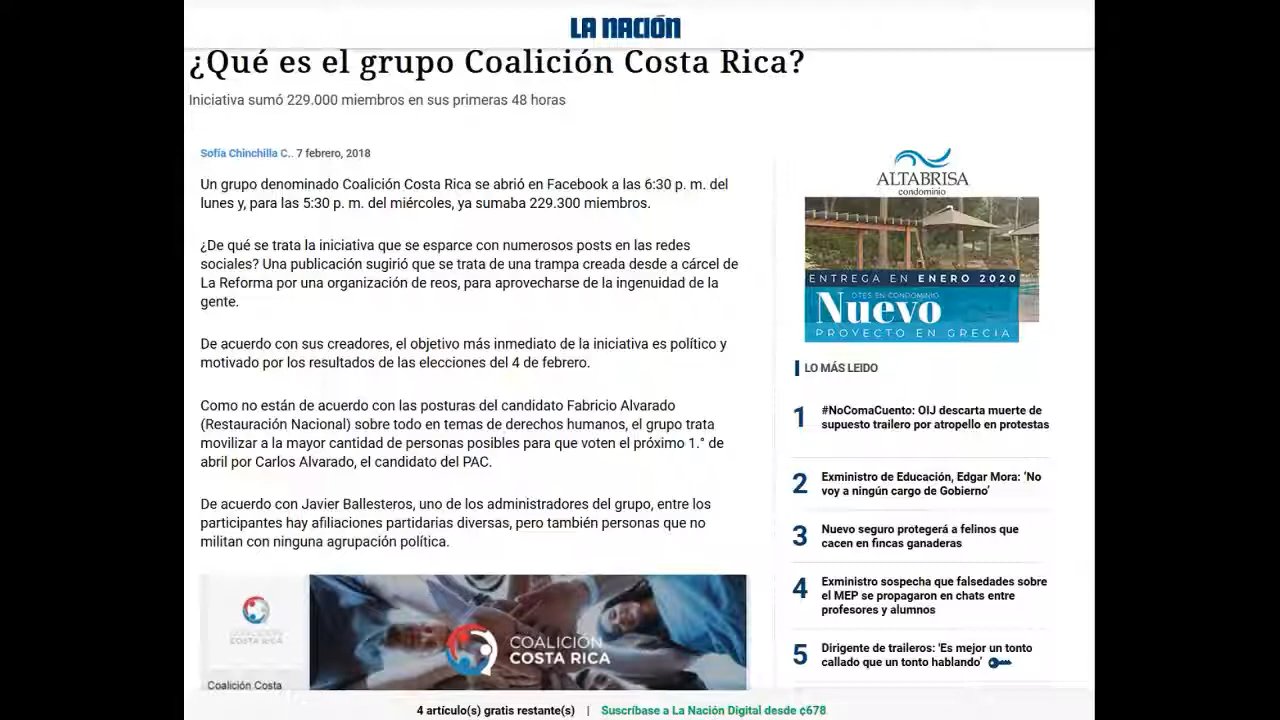 LA NACIÓN
¿Qué es el grupo Coalición Costa Rica?
Iniciativa sumó 229.000 miembros en sus primeras 48 horas
Sofía Chinchilla C.. 7 febrero, 2018
Un grupo denominado Coalición Costa Rica se abrió en Facebook a las 6:30 p. m. del
lunes y, para las 5:30 p. m. del miércoles, ya sumaba 229.300 miembros.
¿De qué se trata la iniciativa que se esparce con numerosos posts en las redes
sociales? Una publicación sugirió que se trata de una trampa creada desde a cárcel de
La Reforma por una organización de reos, para aprovecharse de la ingenuidad de la
gente.
De acuerdo con sus creadores, el objetivo más inmediato de la iniciativa es político y
motivado por los resultados de las elecciones del 4 de febrero.
Como no están de acuerdo con las posturas del candidato Fabricio Alvarado
(Restauración Nacional) sobre todo en temas de derechos humanos, el grupo trata
movilizar a la mayor cantidad de personas posibles para que voten el próximo 1.° de
abril por Carlos Alvarado, el candidato del PAC.
De acuerdo con Javier Ballesteros, uno de los administradores del grupo, entre los
participantes hay afiliaciones partidarias diversas, pero también personas que no
militan con ninguna agrupación política.
COALICIÓN
COSTA RICA
COALICIÓN
COSTA RICA
Coalición Costa
ALTABRISA
condominio
ENTREGA EN ENERO 2020
OTES EN CONDOMINIO
Nuevo
PROYECTO EN GRECIA
LO MÁS LEIDO
1
#NoComaCuento: OIJ descarta muerte de
supuesto trailero por atropello en protestas
2
Exministro de Educación, Edgar Mora: ‘No
voy a ningún cargo de Gobierno’
3
Nuevo seguro protegerá a felinos que
cacen en fincas ganaderas
4
Exministro sospecha que falsedades sobre
el MEP se propagaron en chats entre
profesores y alumnos
5
Dirigente de traileros: 'Es mejor un tonto
callado que un tonto hablando’
4 artículo(s) gratis restante(s) | Suscríbase a La Nación Digital desde ¢678